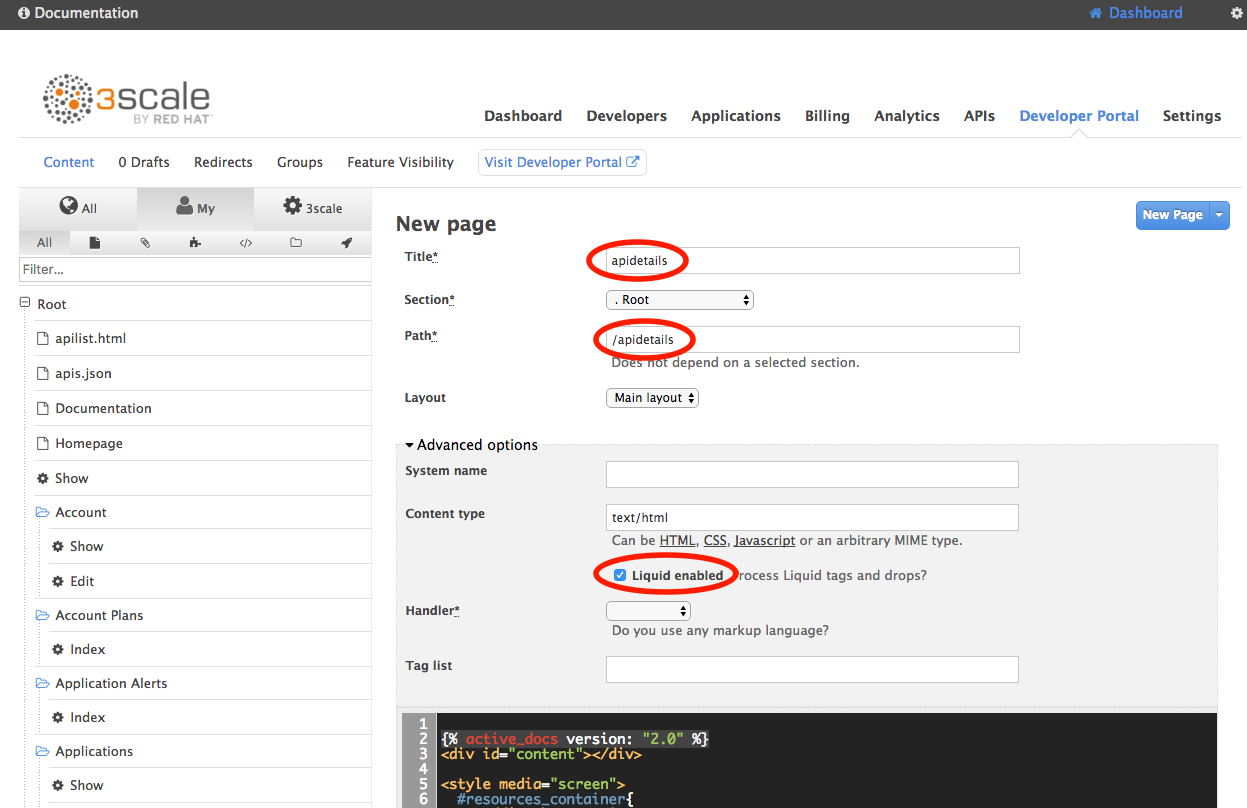 Documentation
Dashboard
3scale
BY RED HAT
Dashboard Developers Applications Billing Analytics APIs Developer Portal Settings
Content 0 Drafts Redirects Groups Feature Visibility Visit Developer Portal
All My 3scale
All
Filter...
Root
apilist.html
apis.json
Documentation
Homepage
Show
Account
Show
Edit
Account Plans
Index
Application Alerts
Index
Applications
Show
New page
New Page
Title* apidetails
Section* . Root
Path* /apidetails
Does not depend on a selected section.
Layout Main layout
Advanced options
System name
Content type text/html
Can be HTML, CSS, Javascript or an arbitrary MIME type.
Liquid enabled rocess Liquid tags and drops?
Handler*
Do you use any markup language?
Tag list
1
2 {% active_docs version: "2.0" %}
3 <div id="content"></div>
4
5 <style media="screen">
6 #resources_container{